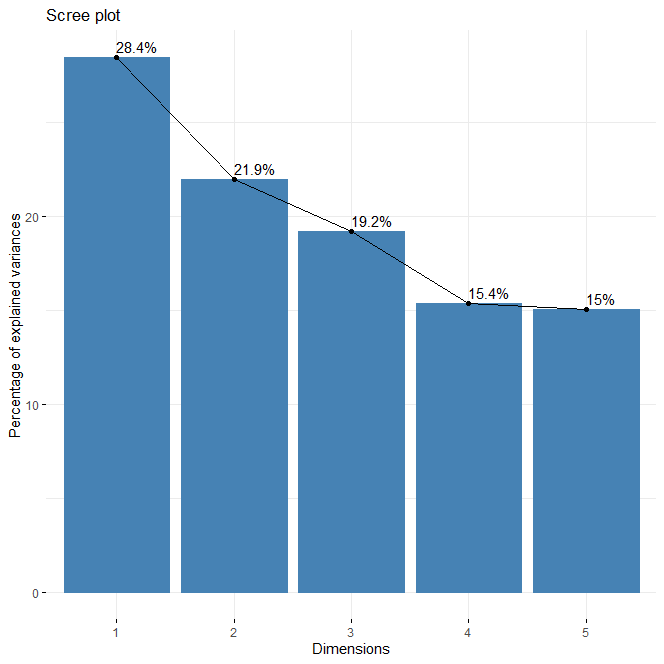 Scree plot
28.4%
21.9%
19.2%
15.4%
15%
20
10
0
Percentage of explained variances
1 2 3 4 5
Dimensions